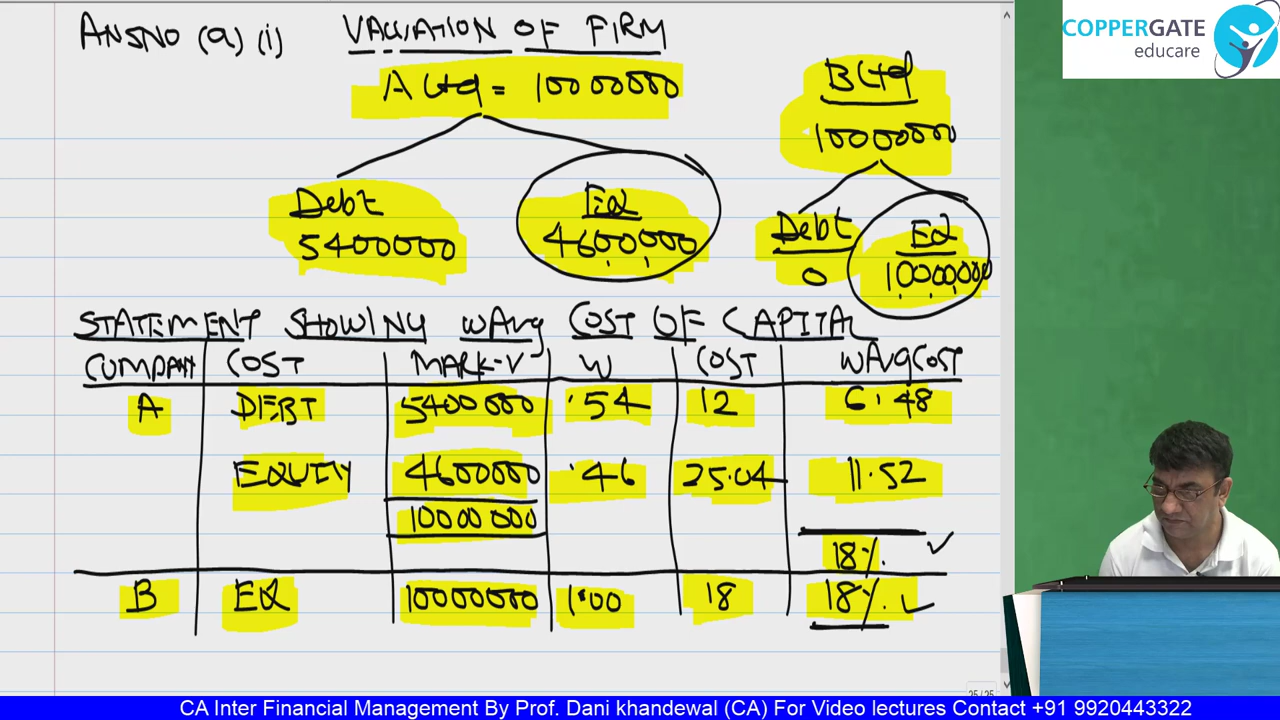 ANSNO (a) (i) VALUATION OF FIRM
COPPERGATE
educare
A Ltd = 10000000
B Ltd
10000000
Debt
5400000
EQ
4600000
Debt
0
EQ
10000000
STATEMENT SHOWING WAvg COST OF CAPITAL
COMPANY COST MARK-V W COST WAvgCOST
A DEBT 5400000 .54 12 6.48
EQUITY 4600000 .46 25.04 11.52
10000000
18%.
B EQ 10000000 1.00 18 18%.
25/25
CA Inter Financial Management By Prof. Dani khandewal (CA) For Video lectures Contact +91 9920443322